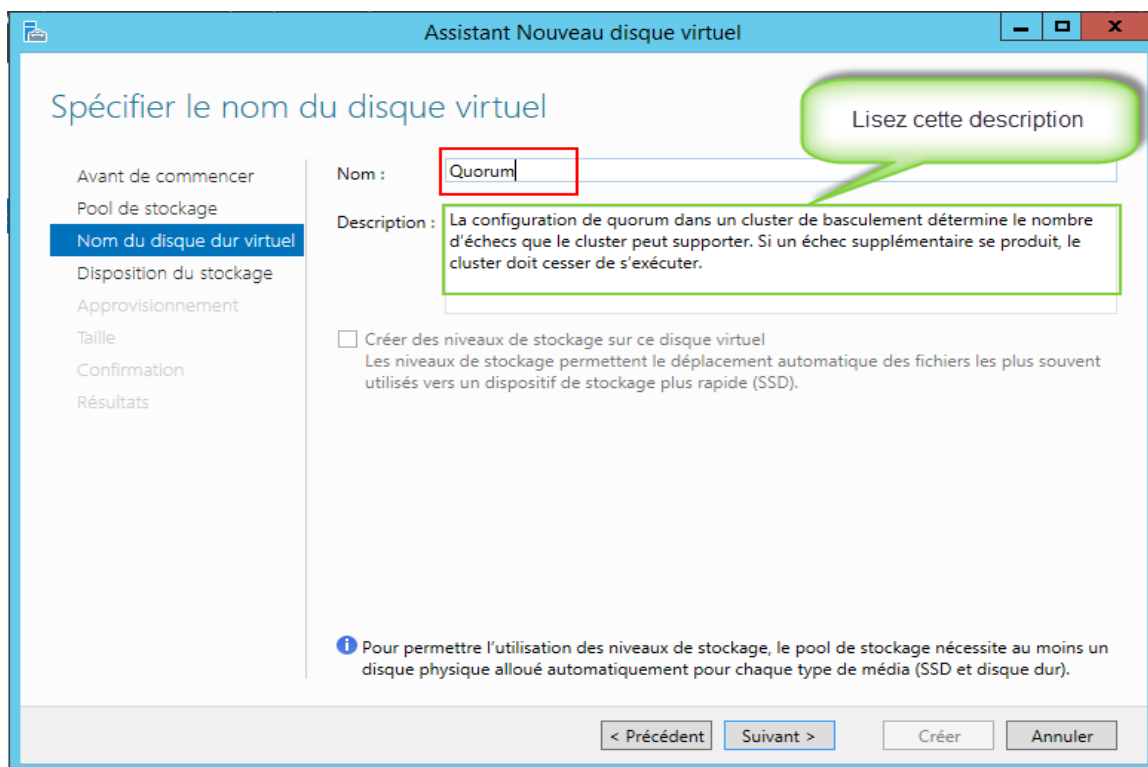 Assistant Nouveau disque virtuel
Spécifier le nom du disque virtuel
Lisez cette description
Avant de commencer
Pool de stockage
Nom du disque dur virtuel
Disposition du stockage
Approvisionnement
Taille
Confirmation
Résultats
Nom :
Quorum
Description :
La configuration de quorum dans un cluster de basculement détermine le nombre
d'échecs que le cluster peut supporter. Si un échec supplémentaire se produit, le
cluster doit cesser de s'exécuter.
Créer des niveaux de stockage sur ce disque virtuel
Les niveaux de stockage permettent le déplacement automatique des fichiers les plus souvent
utilisés vers un dispositif de stockage plus rapide (SSD).
Pour permettre l'utilisation des niveaux de stockage, le pool de stockage nécessite au moins un
disque physique alloué automatiquement pour chaque type de média (SSD et disque dur).
< Précédent
Suivant >
Créer
Annuler